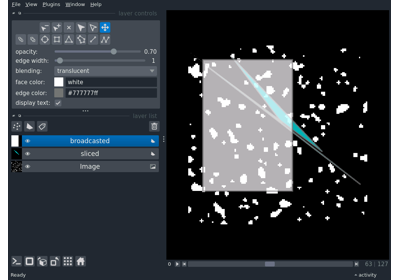 File View Plugins Window Help
layer controls
opacity: 0.70
edge width: 1
blending: translucent
face color: white
edge color: #777777ff
display text:
layer list
broadcasted
sliced
Image
63 127
Ready
activity